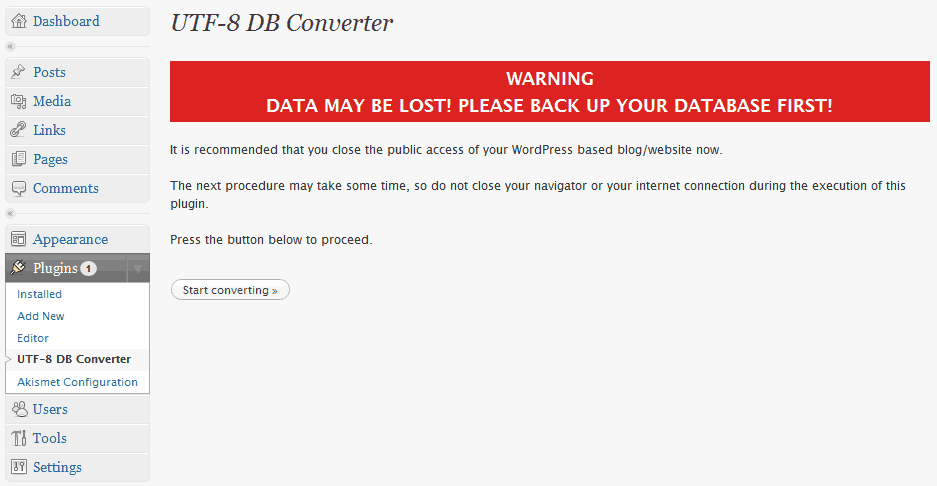 Dashboard
Posts
Media
Links
Pages
Comments
Appearance
Plugins 1
Installed
Add New
Editor
UTF-8 DB Converter
Akismet Configuration
Users
Tools
Settings
UTF-8 DB Converter
WARNING
DATA MAY BE LOST! PLEASE BACK UP YOUR DATABASE FIRST!
It is recommended that you close the public access of your WordPress based blog/website now.
The next procedure may take some time, so do not close your navigator or your internet connection during the execution of this
plugin.
Press the button below to proceed.
Start converting »